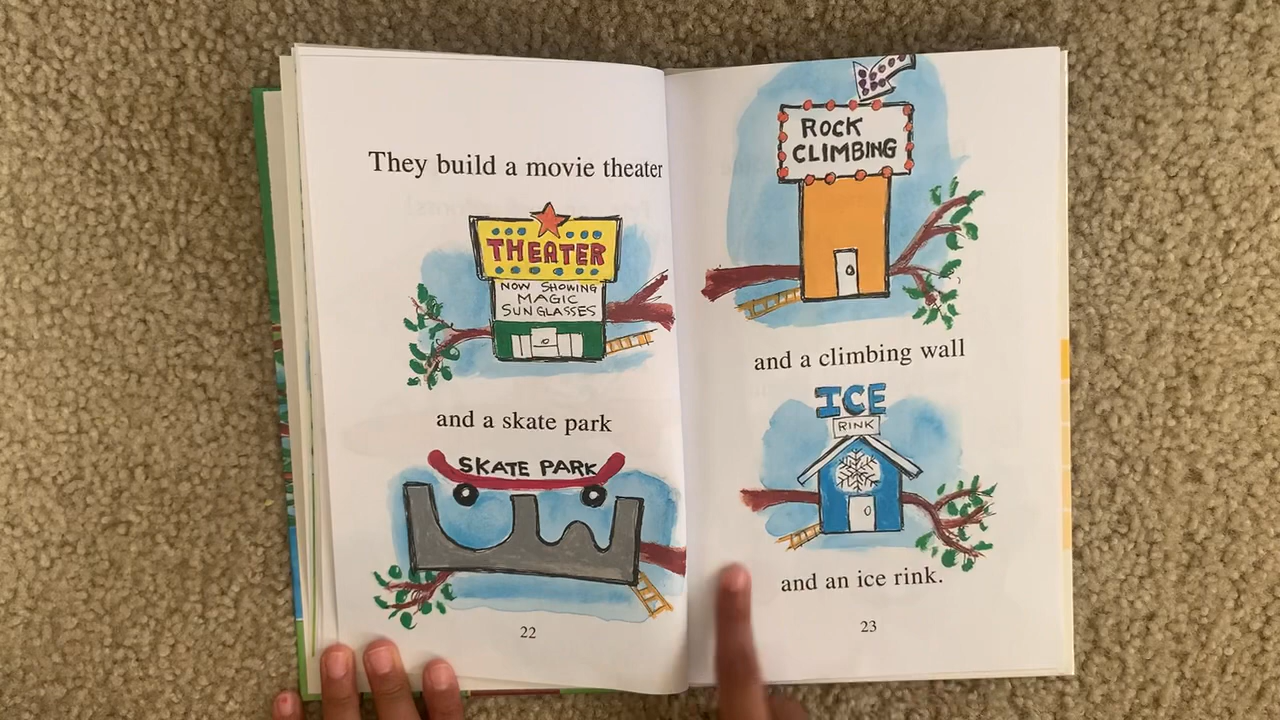 They build a movie theater
THEATER
NOW SHOWING
MAGIC
SUNGLASSES
and a skate park
SKATE PARK
22
ROCK
CLIMBING
and a climbing wall
ICE
RINK
and an ice rink.
23